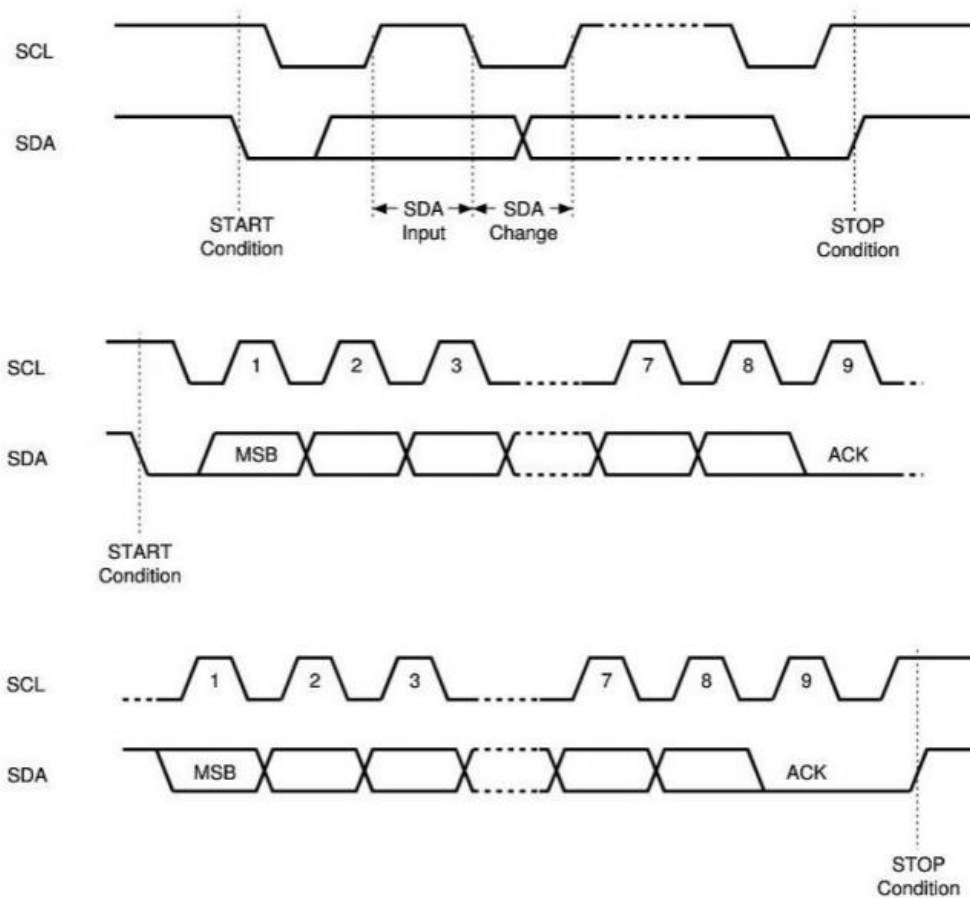 SCL
SDA
SDA
Input
SDA
Change
START
Condition
STOP
Condition
SCL
1 2 3 7 8 9
SDA
MSB ACK
START
Condition
SCL
1 2 3 7 8 9
SDA
MSB ACK
STOP
Condition